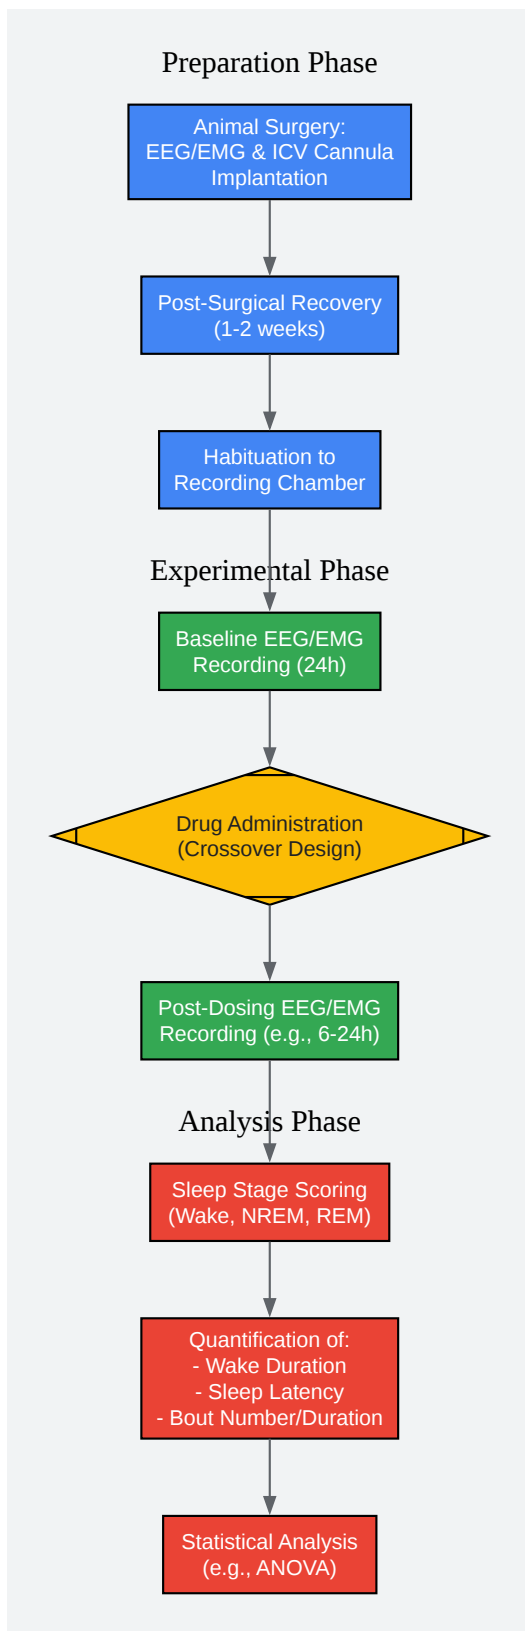 Preparation Phase
Animal Surgery:
EEG/EMG & ICV Cannula
Implantation
Post-Surgical Recovery
(1-2 weeks)
Habituation to
Recording Chamber
Experimental Phase
Baseline EEG/EMG
Recording (24h)
Drug Administration
(Crossover Design)
Post-Dosing EEG/EMG
Recording (e.g., 6-24h)
Analysis Phase
Sleep Stage Scoring
(Wake, NREM, REM)
Quantification of:
- Wake Duration
- Sleep Latency
- Bout Number/Duration
Statistical Analysis
(e.g., ANOVA)